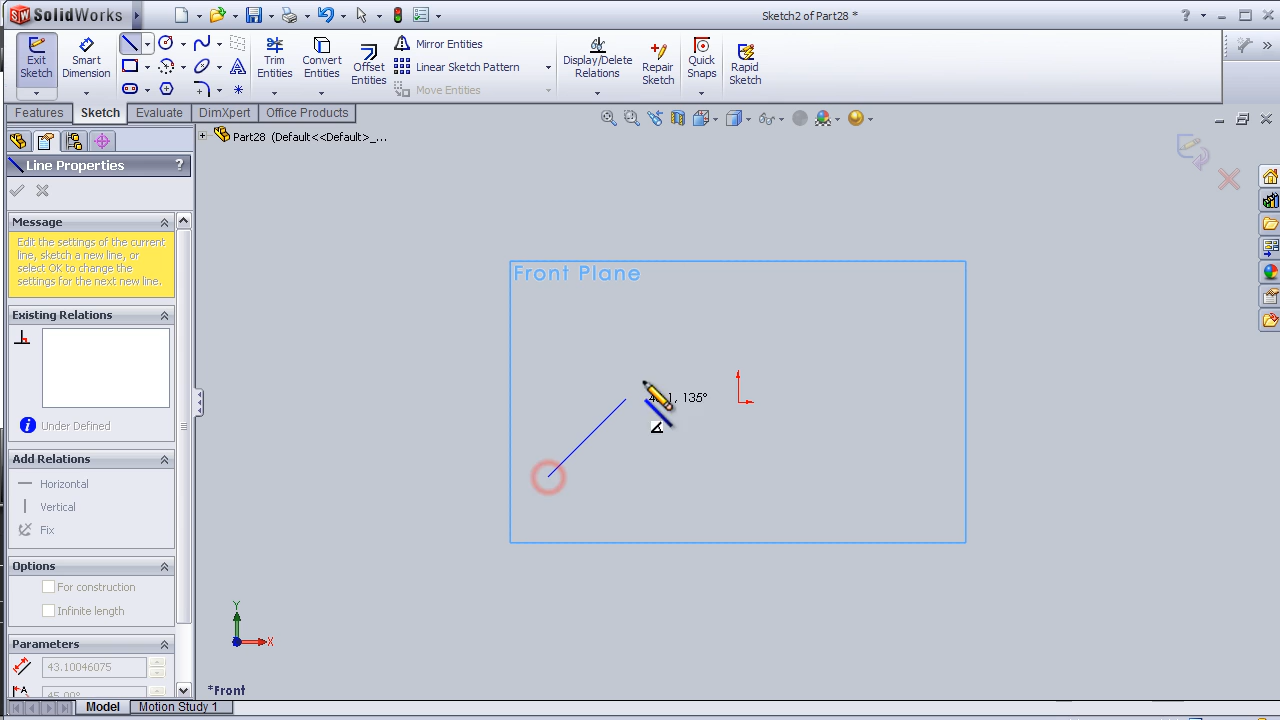 SolidWorks
Sketch2 of Part28 *
Exit Sketch
Smart Dimension
Trim Entities
Convert Entities
Offset Entities
Mirror Entities
Linear Sketch Pattern
Move Entities
Display/Delete Relations
Repair Sketch
Quick Snaps
Rapid Sketch
Features
Sketch
Evaluate
DimXpert
Office Products
Part28 (Default<<Default>_...
Line Properties
?
Message
Edit the settings of the current
line, sketch a new line, or
select OK to change the
settings for the next new line.
Existing Relations
Under Defined
Add Relations
Horizontal
Vertical
Fix
Options
For construction
Infinite length
Parameters
43.10046075
45.00°
Front Plane
135°
Y
X
*Front
Model
Motion Study 1